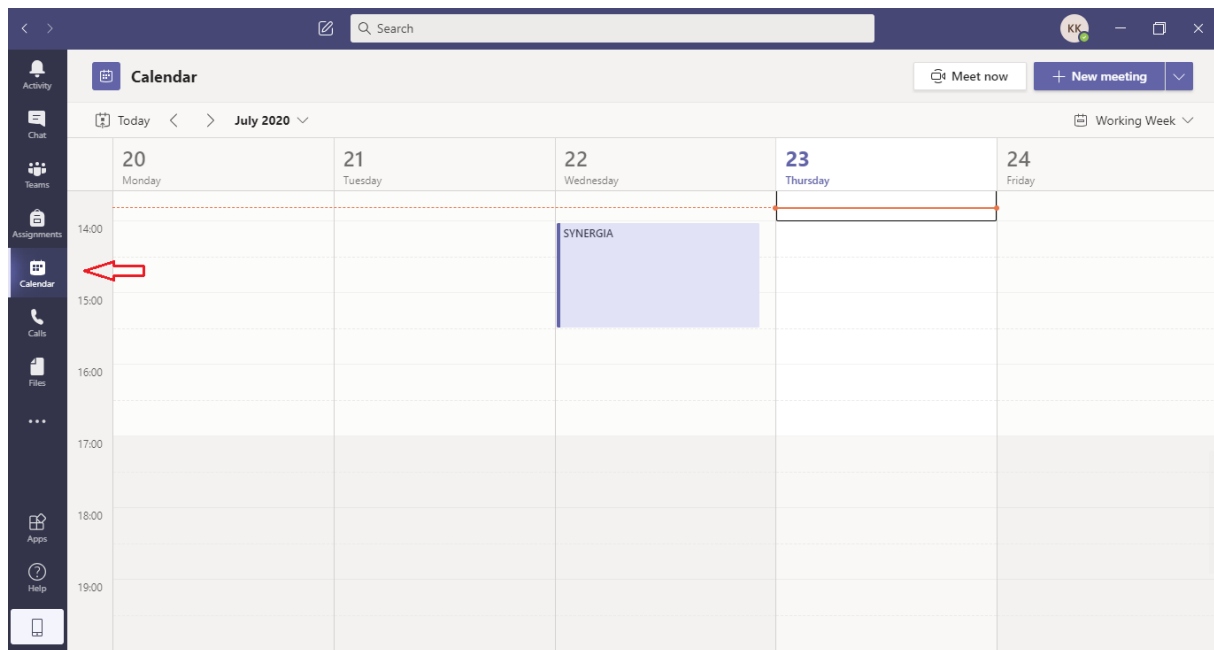 Search
KK
Activity
Chat
Teams
Assignments
Calendar
Calls
Files
Apps
Help
Calendar
Meet now
New meeting
Today
July 2020
Working Week
20
Monday
21
Tuesday
22
Wednesday
23
Thursday
24
Friday
14:00
SYNERGIA
15:00
16:00
17:00
18:00
19:00